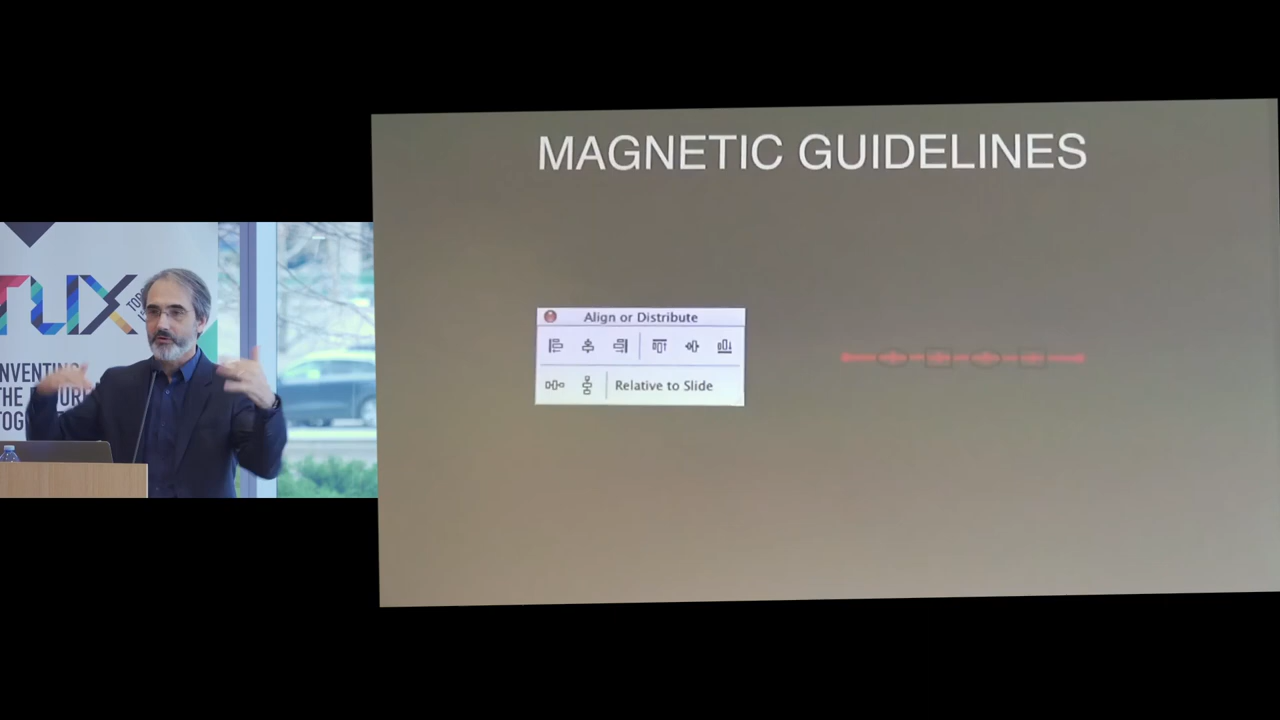 MAGNETIC GUIDELINES
Align or Distribute
Relative to Slide
TUX
NVENTING
THE
TOG